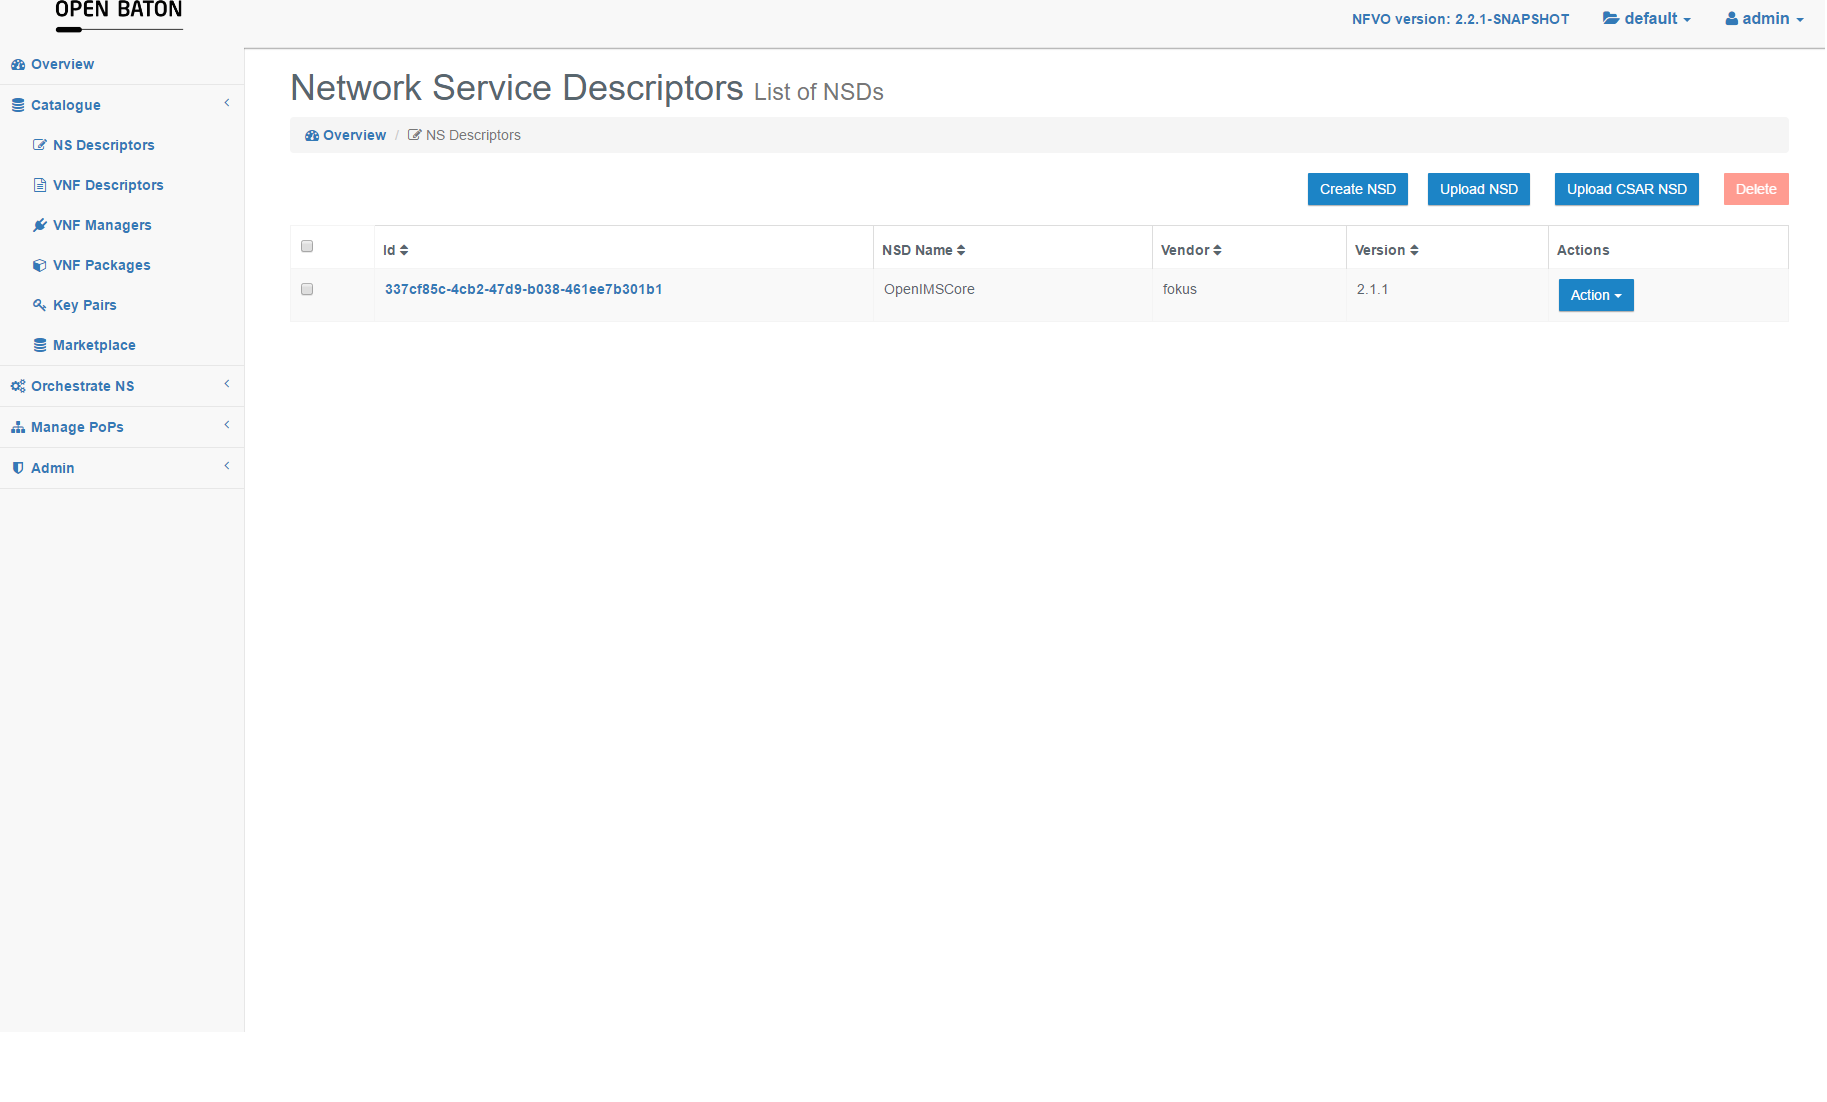 OPEN BATON
NFVO version: 2.2.1-SNAPSHOT default admin
Overview
Catalogue
NS Descriptors
VNF Descriptors
VNF Managers
VNF Packages
Key Pairs
Marketplace
Orchestrate NS
Manage PoPs
Admin
Network Service Descriptors List of NSDs
Overview / NS Descriptors
Create NSD Upload NSD Upload CSAR NSD Delete
Id NSD Name Vendor Version Actions
337cf85c-4cb2-47d9-b038-461ee7b301b1 OpenIMSCore fokus 2.1.1 Action